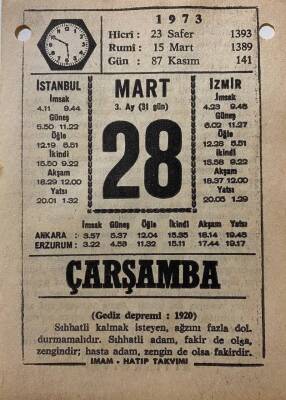 1973
Hicrî : 23 Safer 1393
Rumî : 15 Mart 1389
Gün : 87 Kasım 141
İSTANBUL
İmsak
4.11 9.44
Güneş
5.50 11.22
Öğle
12.19 5.51
İkindi
15.50 9.22
Akşam
18.29 12.00
Yatsı
20.01 1.32
MART
3. Ay (31 gün)
28
İZMİR
İmsak
4.23 9.48
Güneş
6.02 11.27
Öğle
12.28 5.51
İkindi
15.58 9.22
Akşam
18.37 12.00
Yatsı
20.05 1.29
İmsak Güneş Öğle İkindi Akşam Yatsı
ANKARA : 3.57 5.37 12.04 15.35 18.14 19.45
ERZURUM : 3.22 4.58 11.32 15.11 17.44 19.17
ÇARŞAMBA
(Gediz depremi : 1920)
Sıhhatli kalmak isteyen, ağzını fazla dol.
durmamalıdır. Sıhhatli adam, fakir de olsa,
zengindir; hasta adam, zengin de olsa fakirdir.
İMAM - HATİP TAKVİMİ